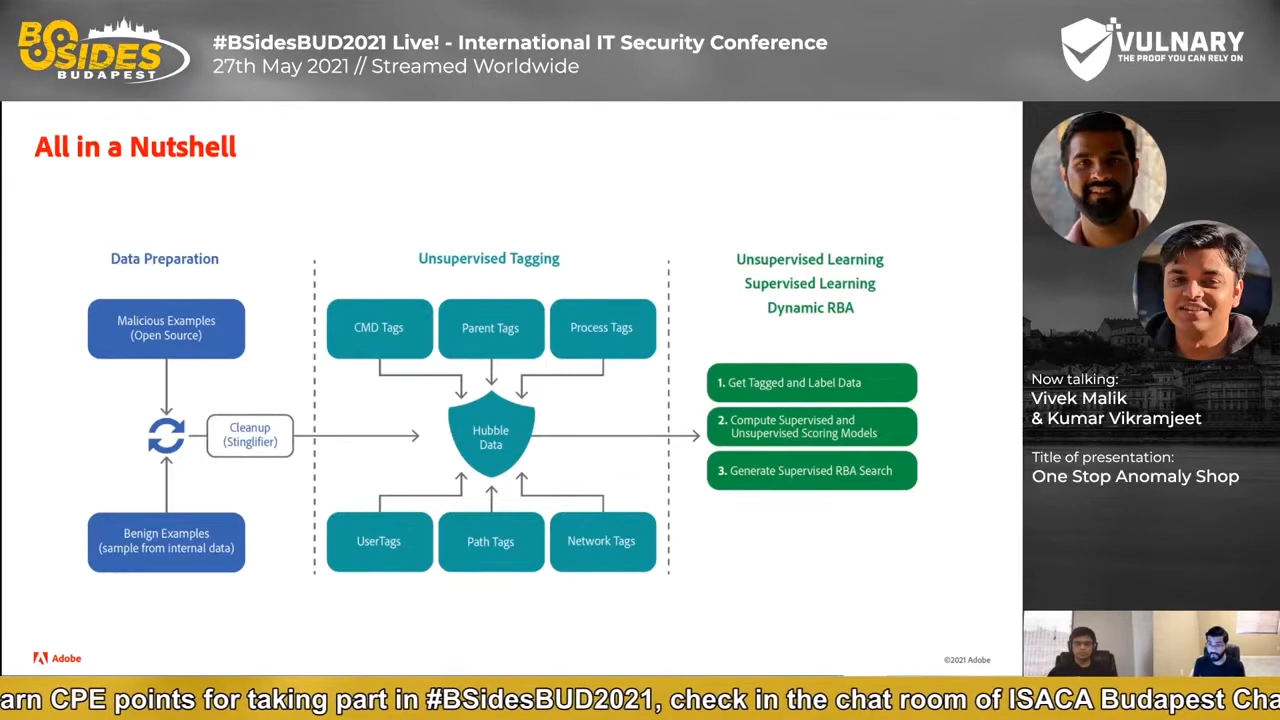 BSIDES
BUDAPEST
#BSidesBUD2021 Live! - International IT Security Conference
27th May 2021 // Streamed Worldwide
VULNARY
THE PROOF YOU CAN RELY ON
All in a Nutshell
Data Preparation
Malicious Examples
(Open Source)
Cleanup
(Stinglifier)
Benign Examples
(sample from internal data)
Unsupervised Tagging
CMD Tags
Parent Tags
Process Tags
Hubble
Data
UserTags
Path Tags
Network Tags
Unsupervised Learning
Supervised Learning
Dynamic RBA
1. Get Tagged and Label Data
2. Compute Supervised and
Unsupervised Scoring Models
3. Generate Supervised RBA Search
Adobe
©2021 Adobe
Now talking:
Vivek Malik
& Kumar Vikramjeet
Title of presentation:
One Stop Anomaly Shop
arn CPE points for taking part in #BSidesBUD2021, check in the chat room of ISACA Budapest Cha